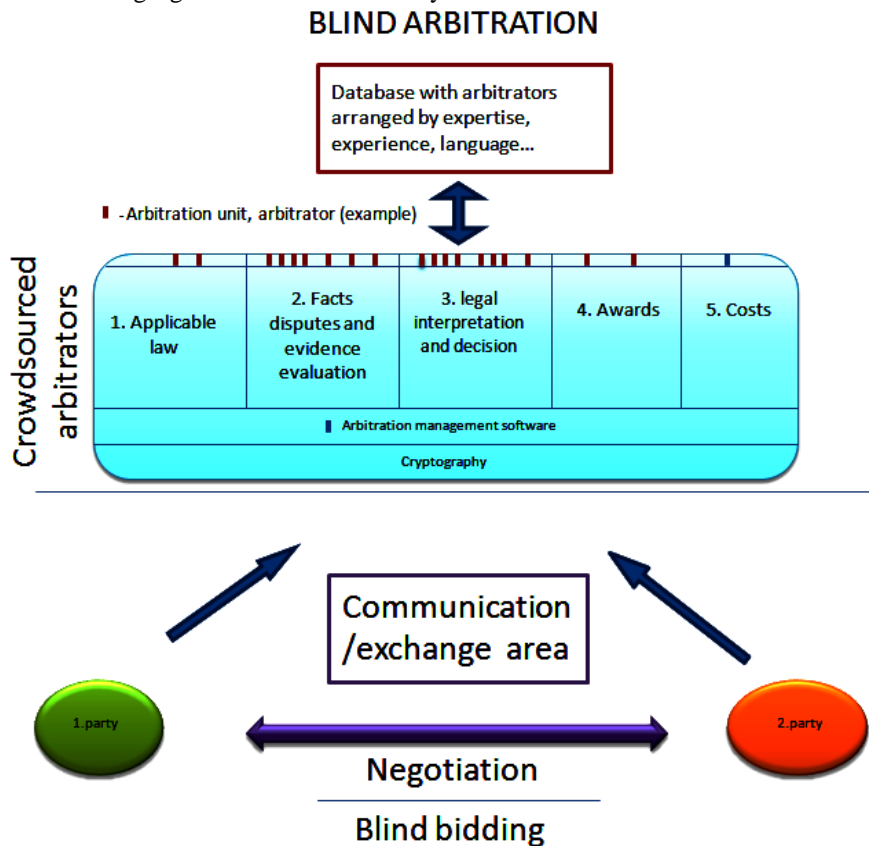 BLIND ARBITRATION
Database with arbitrators
arranged by expertise,
experience, language...
-Arbitration unit, arbitrator (example)
Crowdsourced
arbitrators
1. Applicable
law
2. Facts
disputes and
evidence
evaluation
3. legal
interpretation
and decision
4. Awards
5. Costs
Arbitration management software
Cryptography
Communication
/exchange area
1.party
2.party
Negotiation
Blind bidding